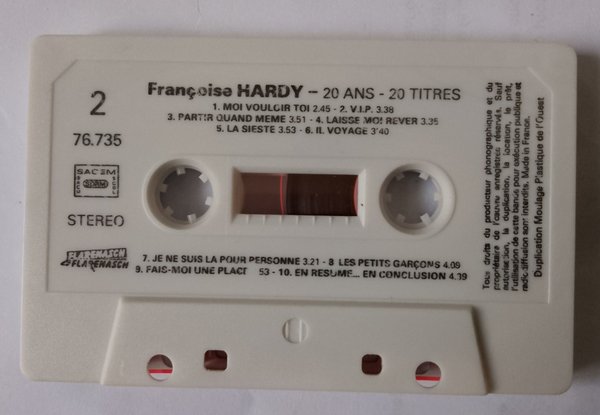 2
Françoise HARDY – 20 ANS - 20 TITRES
1. MOI VOULOIR TOI 2.45 - 2. V.I.P. 3.38
3. PARTIR QUAND MEME 3.51 - 4. LAISSE MOI REVER 3.35
5. LA SIESTE 3.53 - 6. IL VOYAGE 3'40
76.735
SACEM
STEREO
FLARENASCH
FLARENASCH
7. JE NE SUIS LA POUR PERSONNE 3.21 - 8 LES PETITS GARÇONS 4.09
9. FAIS-MOI UNE PLACE 53 - 10. EN RESUME... EN CONCLUSION 4.39
Tous droits du producteur phonographique et du
propriétaire de l'œuvre enregistrée réservés. Sauf
autorisation, la duplication, la location, le prêt,
l'utilisation de cette bande pour exécution publique et
radio-diffusion sont interdits. Made in France.
Duplication Moulage Plastique de l'Ouest